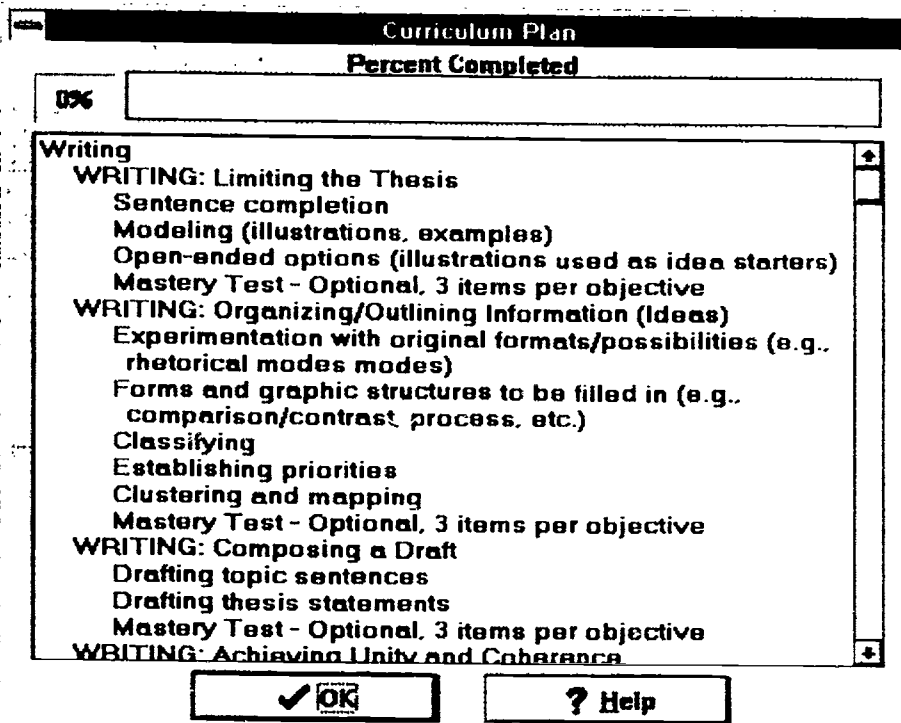 Curriculum Plan
Percent Completed
0%
Writing
WRITING: Limiting the Thesis
Sentence completion
Modeling (illustrations, examples)
Open-ended options (illustrations used as idea starters)
Mastery Test - Optional, 3 items per objective
WRITING: Organizing/Outlining Information (Ideas)
Experimentation with original formats/possibilities (e.g.,
rhetorical modes modes)
Forms and graphic structures to be filled in (e.g.,
comparison/contrast, process, etc.)
Classifying
Establishing priorities
Clustering and mapping
Mastery Test - Optional, 3 items per objective
WRITING: Composing a Draft
Drafting topic sentences
Drafting thesis statements
Mastery Test - Optional, 3 items per objective
WRITING: Achieving Unity and Coherence
OK
? Help